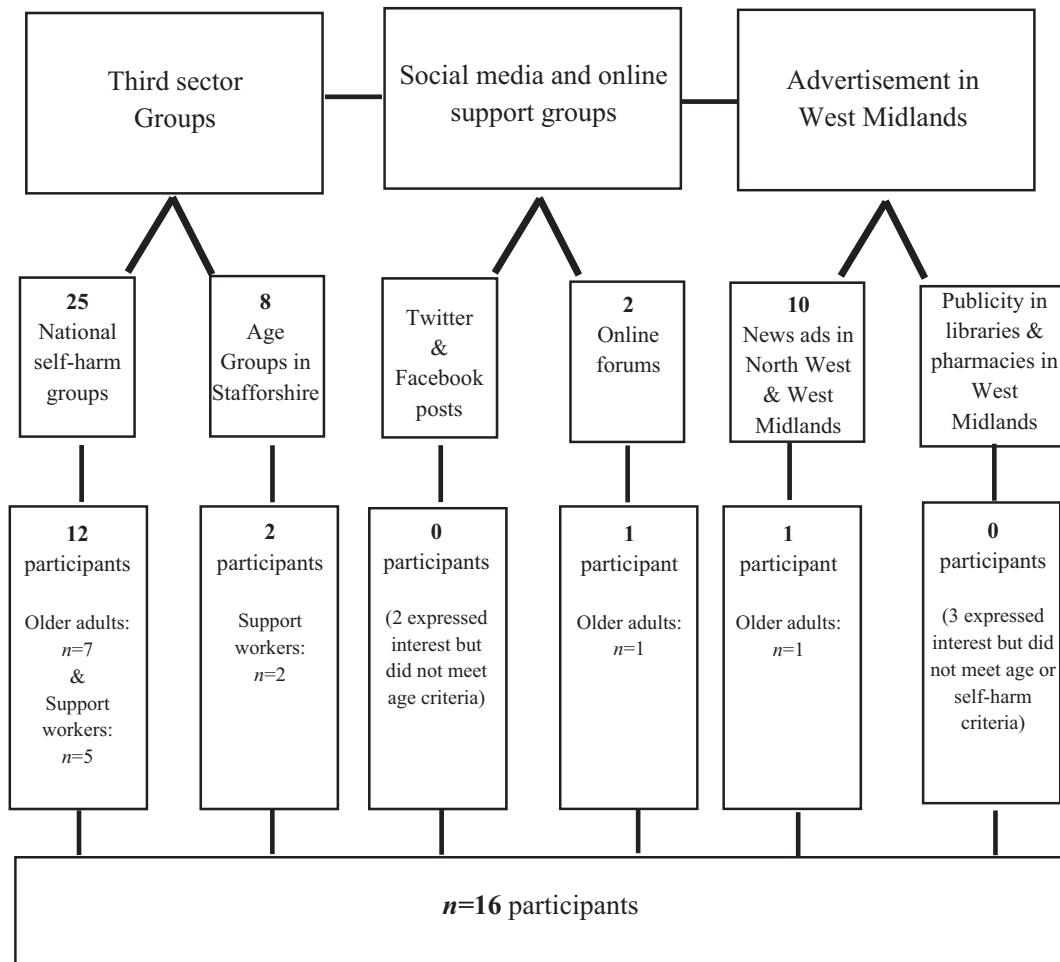 Third sector
Groups
Social media and online
support groups
Advertisement in
West Midlands
25
National
self-harm
groups
8
Age
Groups in
Stafforshire
Twitter
&
Facebook
posts
2
Online
forums
10
News ads in
North West
& West
Midlands
Publicity in
libraries &
pharmacies in
West
Midlands
12
participants
Older adults:
n=7
&
Support
workers:
n=5
2
participants
Support
workers:
n=2
0
participants
(2 expressed
interest but
did not meet
age criteria)
1
participant
Older adults:
n=1
1
participant
Older adults:
n=1
0
participants
(3 expressed
interest but did
not meet age or
self-harm
criteria)
n=16 participants